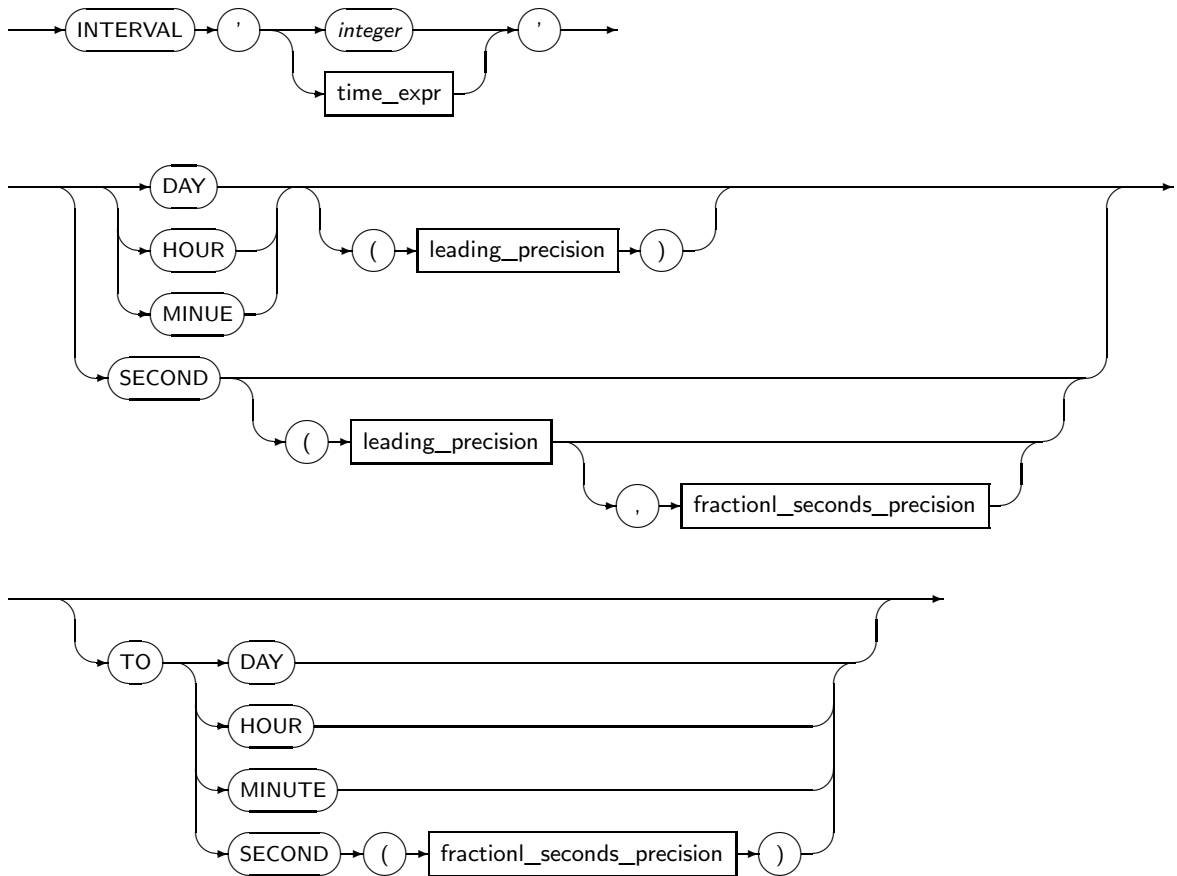 INTERVAL ' integer '
time_expr
DAY
HOUR ( leading_precision )
MINUE
SECOND
( leading_precision
, fractionl_seconds_precision
TO DAY
HOUR
MINUTE
SECOND ( fractionl_seconds_precision )